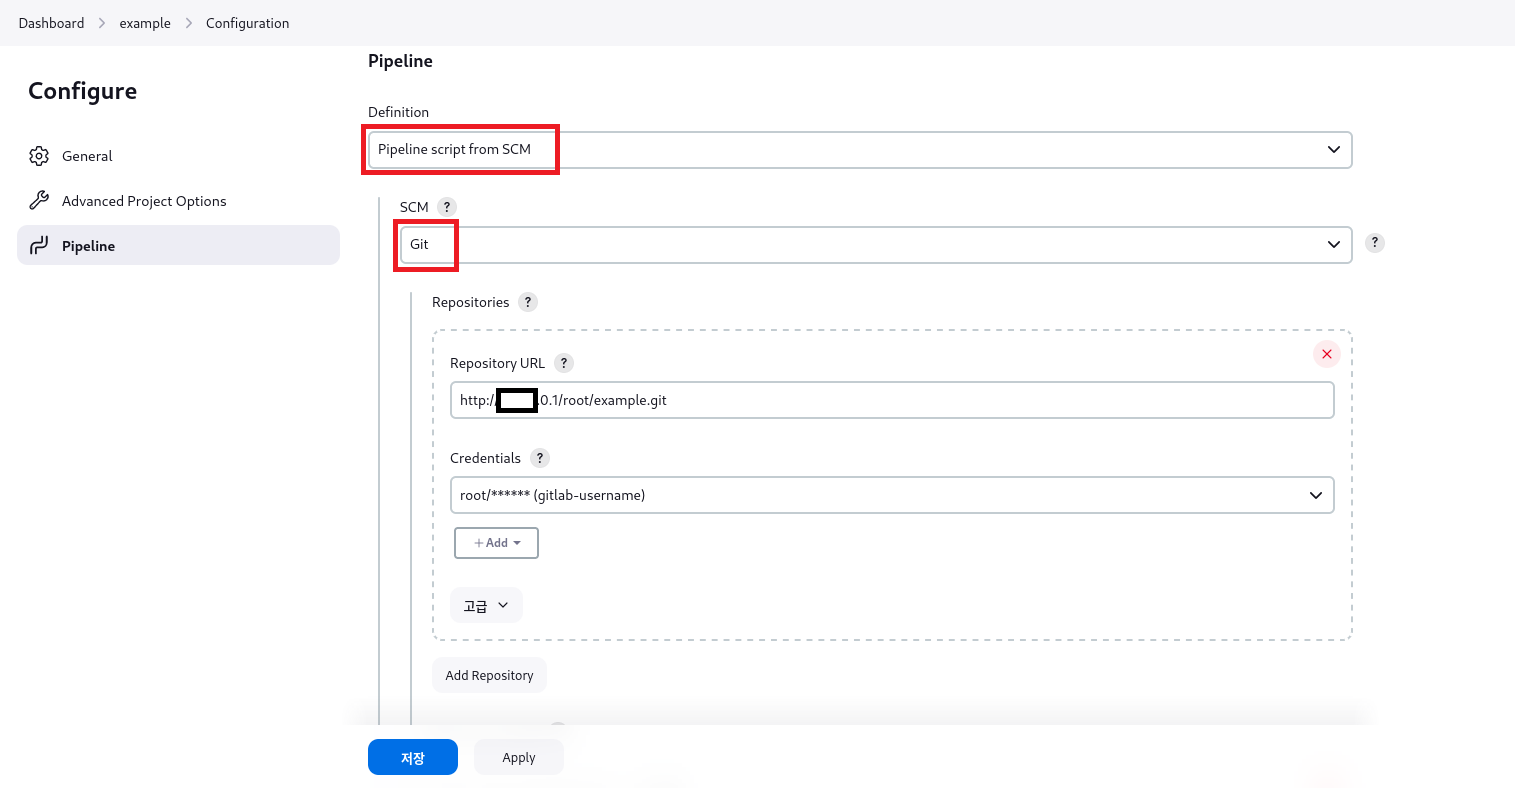 Dashboard > example > Configuration
Configure
General
Advanced Project Options
Pipeline
Pipeline
Definition
Pipeline script from SCM
SCM ?
Git
?
Repositories ?
Repository URL ?
http:/ .0.1/root/example.git
Credentials ?
root/****** (gitlab-username)
+ Add
고급
Add Repository
저장
Apply